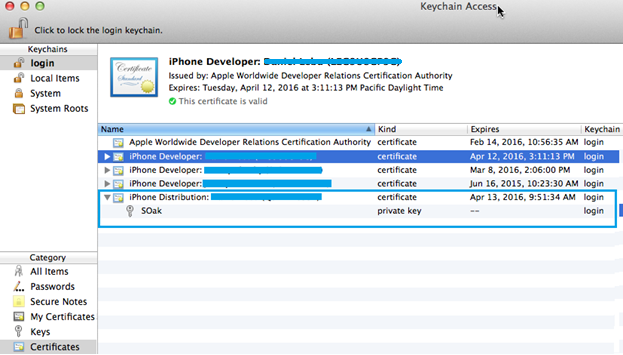 Keychain Access
Click to lock the login keychain.
Keychains
login
Local Items
System
System Roots
iPhone Developer:
Issued by: Apple Worldwide Developer Relations Certification Authority
Expires: Tuesday, April 12, 2016 at 3:11:13 PM Pacific Daylight Time
This certificate is valid
Certificate
Standard
Name Kind Expires Keychain
Apple Worldwide Developer Relations Certification Authority certificate Feb 14, 2016, 10:56:35 AM login
iPhone Developer: certificate Apr 12, 2016, 3:11:13 PM login
iPhone Developer: certificate Mar 8, 2016, 2:06:00 PM login
iPhone Developer: certificate Jun 16, 2015, 10:23:30 AM login
iPhone Distribution: certificate Apr 13, 2016, 9:51:34 AM login
SOak private key -- login
Category
All Items
Passwords
Secure Notes
My Certificates
Keys
Certificates